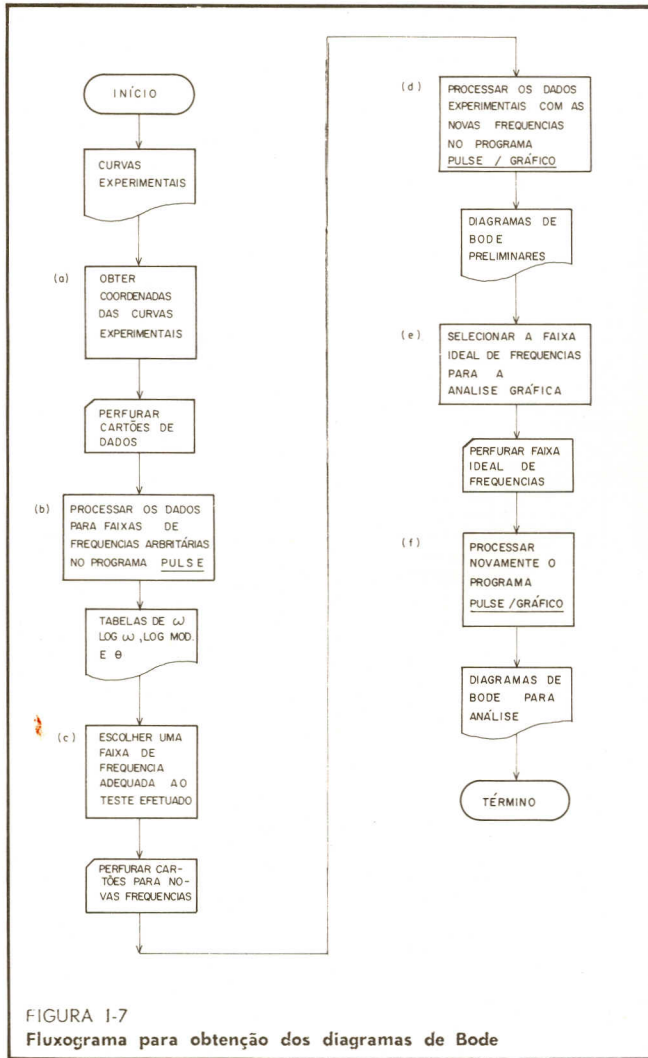 INÍCIO
CURVAS
EXPERIMENTAIS
(a)
OBTER
COORDENADAS
DAS CURVAS
EXPERIMENTAIS
PERFURAR
CARTÕES DE
DADOS
(b)
PROCESSAR OS DADOS
PARA FAIXAS DE
FREQUENCIAS ARBRITÁRIAS
NO PROGRAMA PULSE
TABELAS DE ω
LOG ω, LOG MOD.
E θ
(c)
ESCOLHER UMA
FAIXA DE
FREQUENCIA
ADEQUADA AO
TESTE EFETUADO
PERFURAR CAR-
TÕES PARA NO-
VAS FREQUENCIAS
(d)
PROCESSAR OS DADOS
EXPERIMENTAIS COM AS
NOVAS FREQUENCIAS
NO PROGRAMA
PULSE / GRÁFICO
DIAGRAMAS DE
BODE
PRELIMINARES
(e)
SELECIONAR A FAIXA
IDEAL DE FREQUENCIAS
PARA A
ANALISE GRÁFICA
PERFURAR FAIXA
IDEAL DE
FREQUENCIAS
(f)
PROCESSAR
NOVAMENTE O
PROGRAMA
PULSE / GRÁFICO
DIAGRAMAS DE
BODE PARA
ANÁLISE
TÉRMINO
FIGURA I-7
Fluxograma para obtenção dos diagramas de Bode